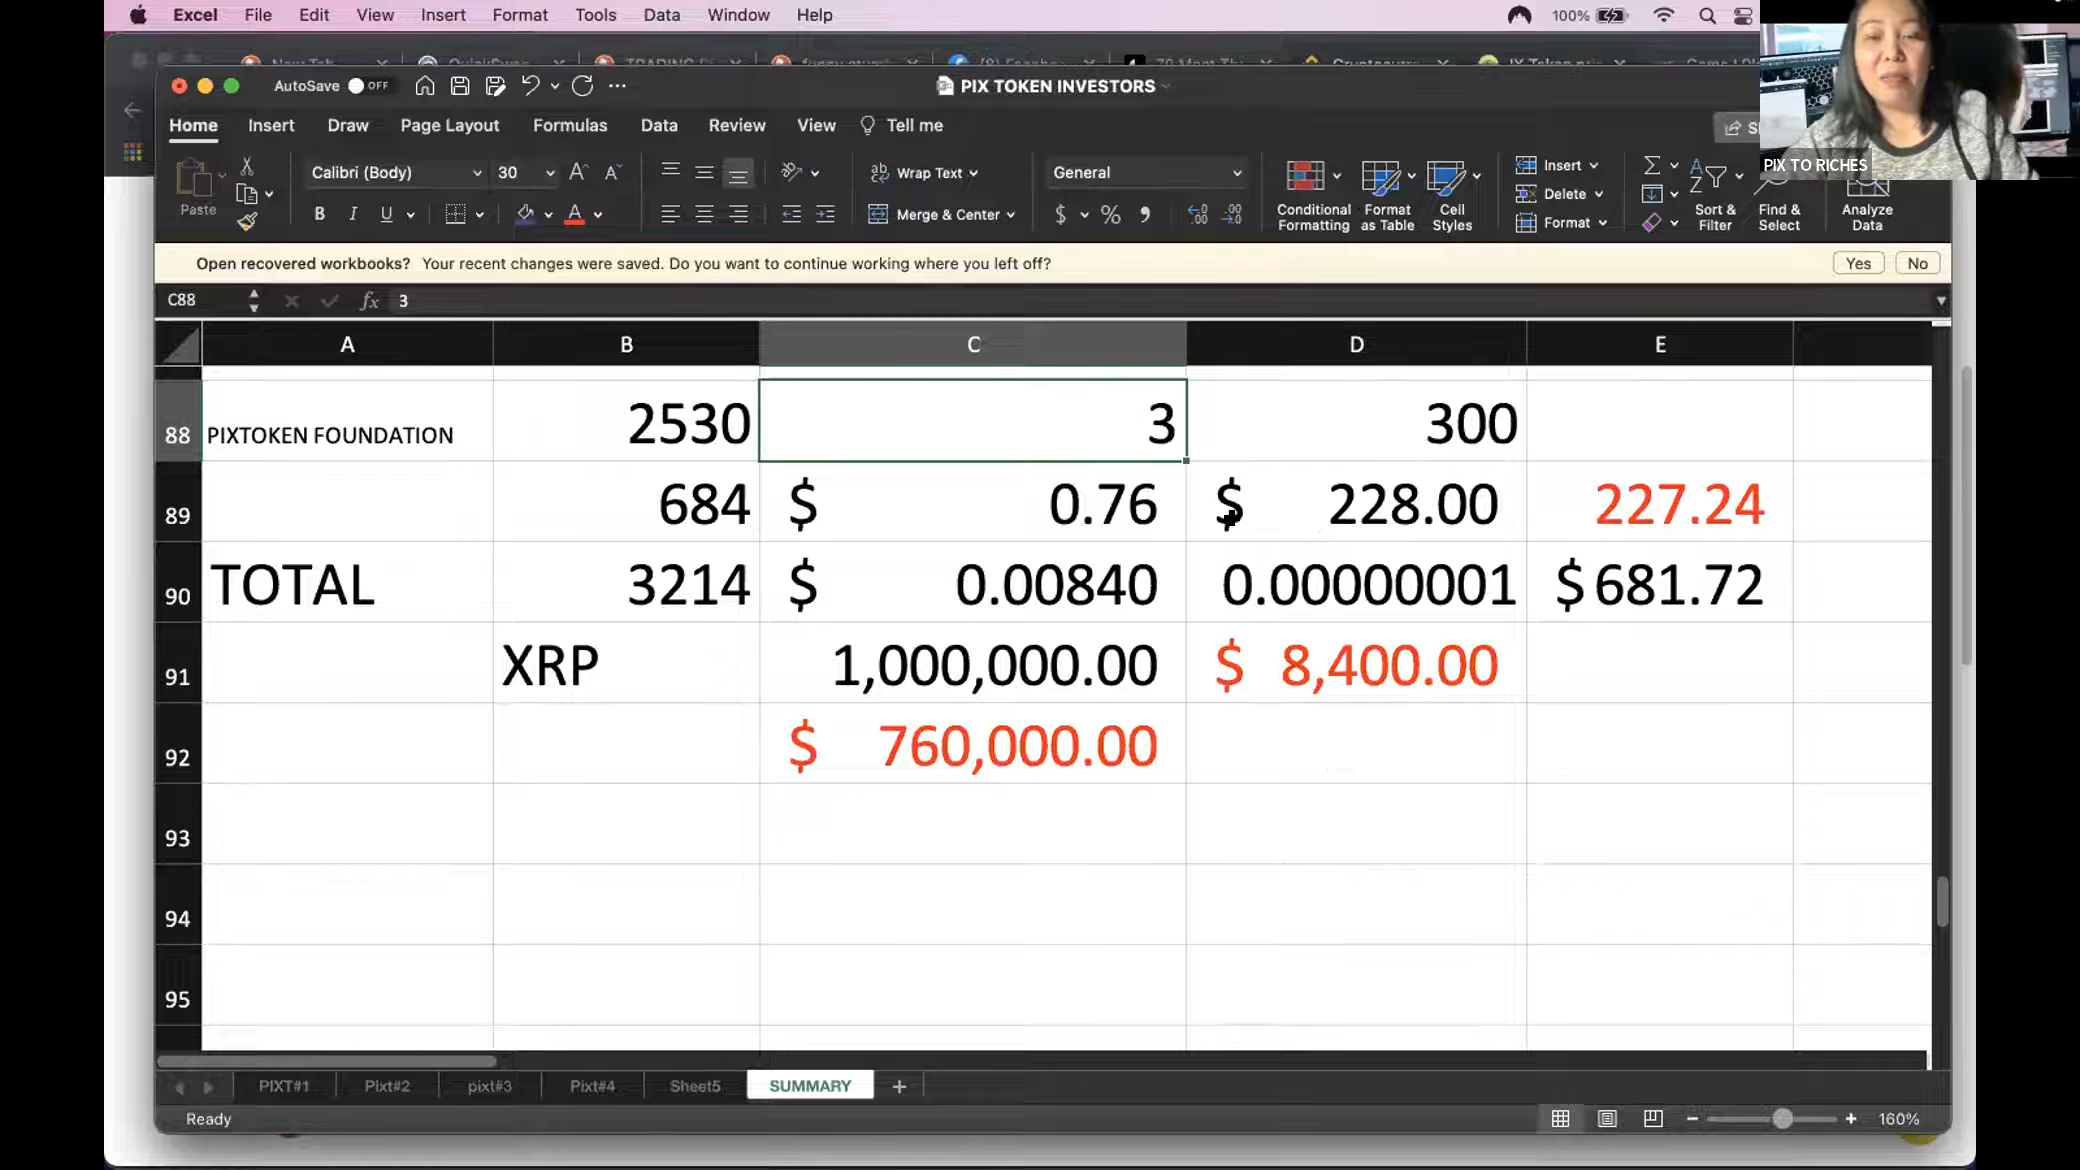 Excel File Edit View Insert Format Tools Data Window Help 100%
AutoSave OFF PIX TOKEN INVESTORS
Home Insert Draw Page Layout Formulas Data Review View Tell me
PIX TO RICHES
Paste
Calibri (Body) 30
B I U A
Wrap Text
Merge & Center
General
$ % 9
Conditional Formatting
Format as Table
Cell Styles
Insert
Delete
Format
Sort & Filter
Find & Select
Analyze Data
Open recovered workbooks? Your recent changes were saved. Do you want to continue working where you left off? Yes No
C88 fx 3
A B C D E
88 PIXTOKEN FOUNDATION 2530 3 300
89 684 $ 0.76 $ 228.00 227.24
90 TOTAL 3214 $ 0.00840 0.00000001 $681.72
91 XRP 1,000,000.00 $ 8,400.00
92 $ 760,000.00
93
94
95
PIXT#1 Pixt#2 pixt#3 Pixt#4 Sheet5 SUMMARY +
Ready 160%